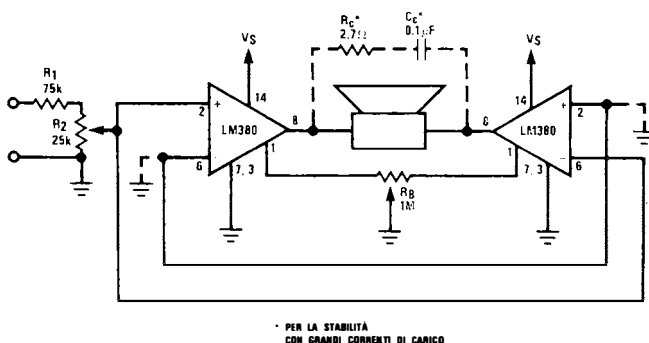 R1
75k
R2
25k
VS
14
2
+
LM380
8
-
6
1
7, 3
Rc*
2.7Ω
Cc*
0.1μF
RB
1M
VS
14
+
2
LM380
8
-
6
1
7, 3
* PER LA STABILITÀ
CON GRANDI CORRENTI DI CARICO